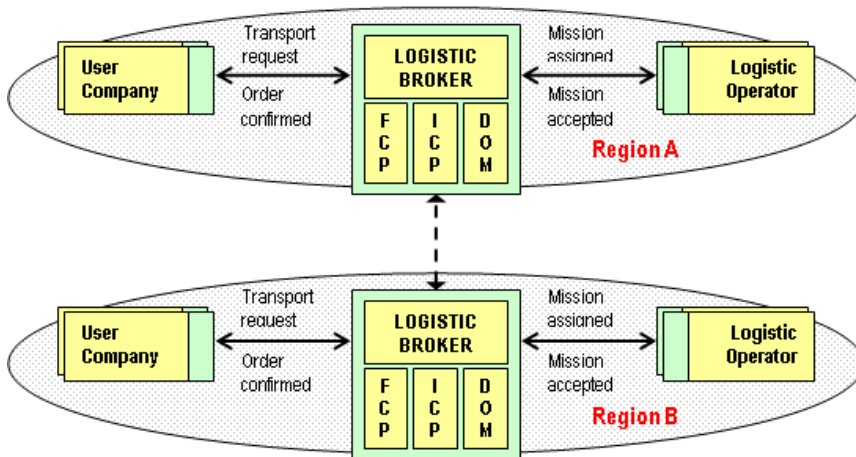 User
Company
Transport
request
Order
confirmed
LOGISTIC
BROKER
F
C
P
I
C
P
D
O
M
Mission
assigned
Mission
accepted
Logistic
Operator
Region A
User
Company
Transport
request
Order
confirmed
LOGISTIC
BROKER
F
C
P
I
C
P
D
O
M
Mission
assigned
Mission
accepted
Logistic
Operator
Region B